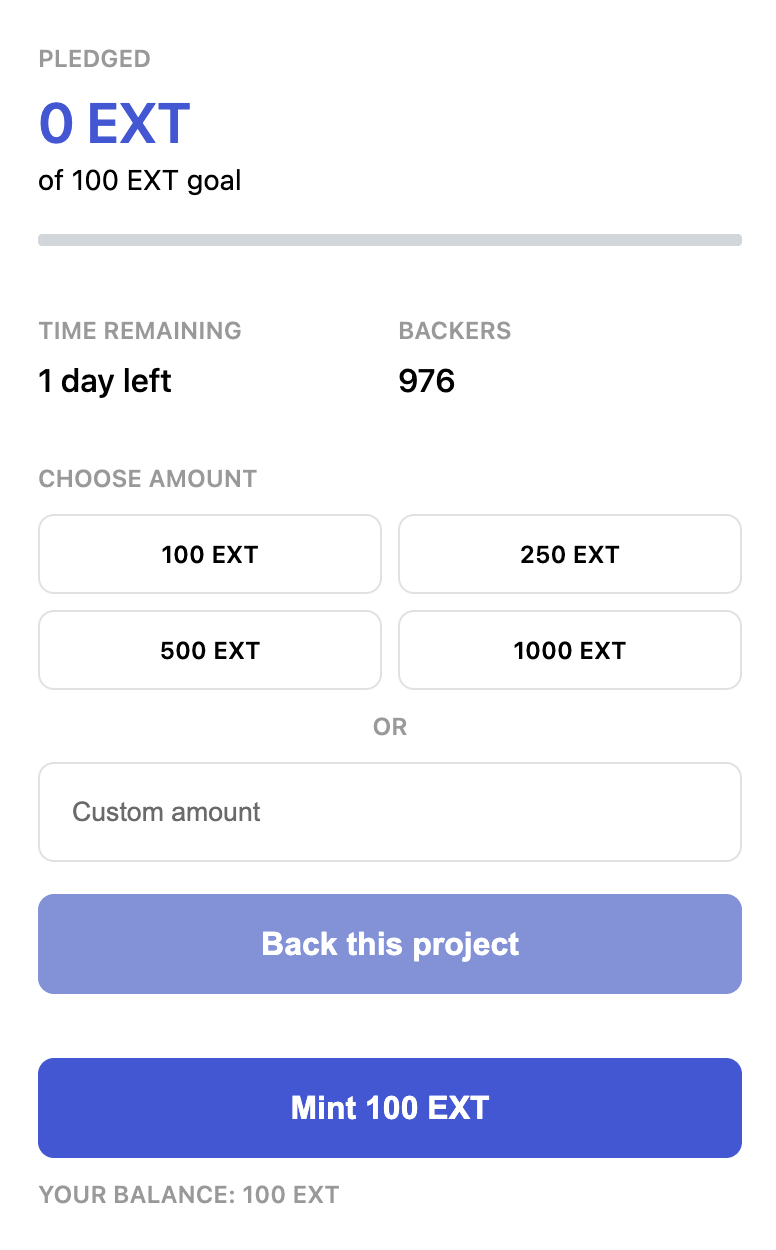 PLEDGED
0 EXT
of 100 EXT goal
TIME REMAINING
BACKERS
1 day left
976
CHOOSE AMOUNT
100 EXT
250 EXT
500 EXT
1000 EXT
OR
Custom amount
Back this project
Mint 100 EXT
YOUR BALANCE: 100 EXT